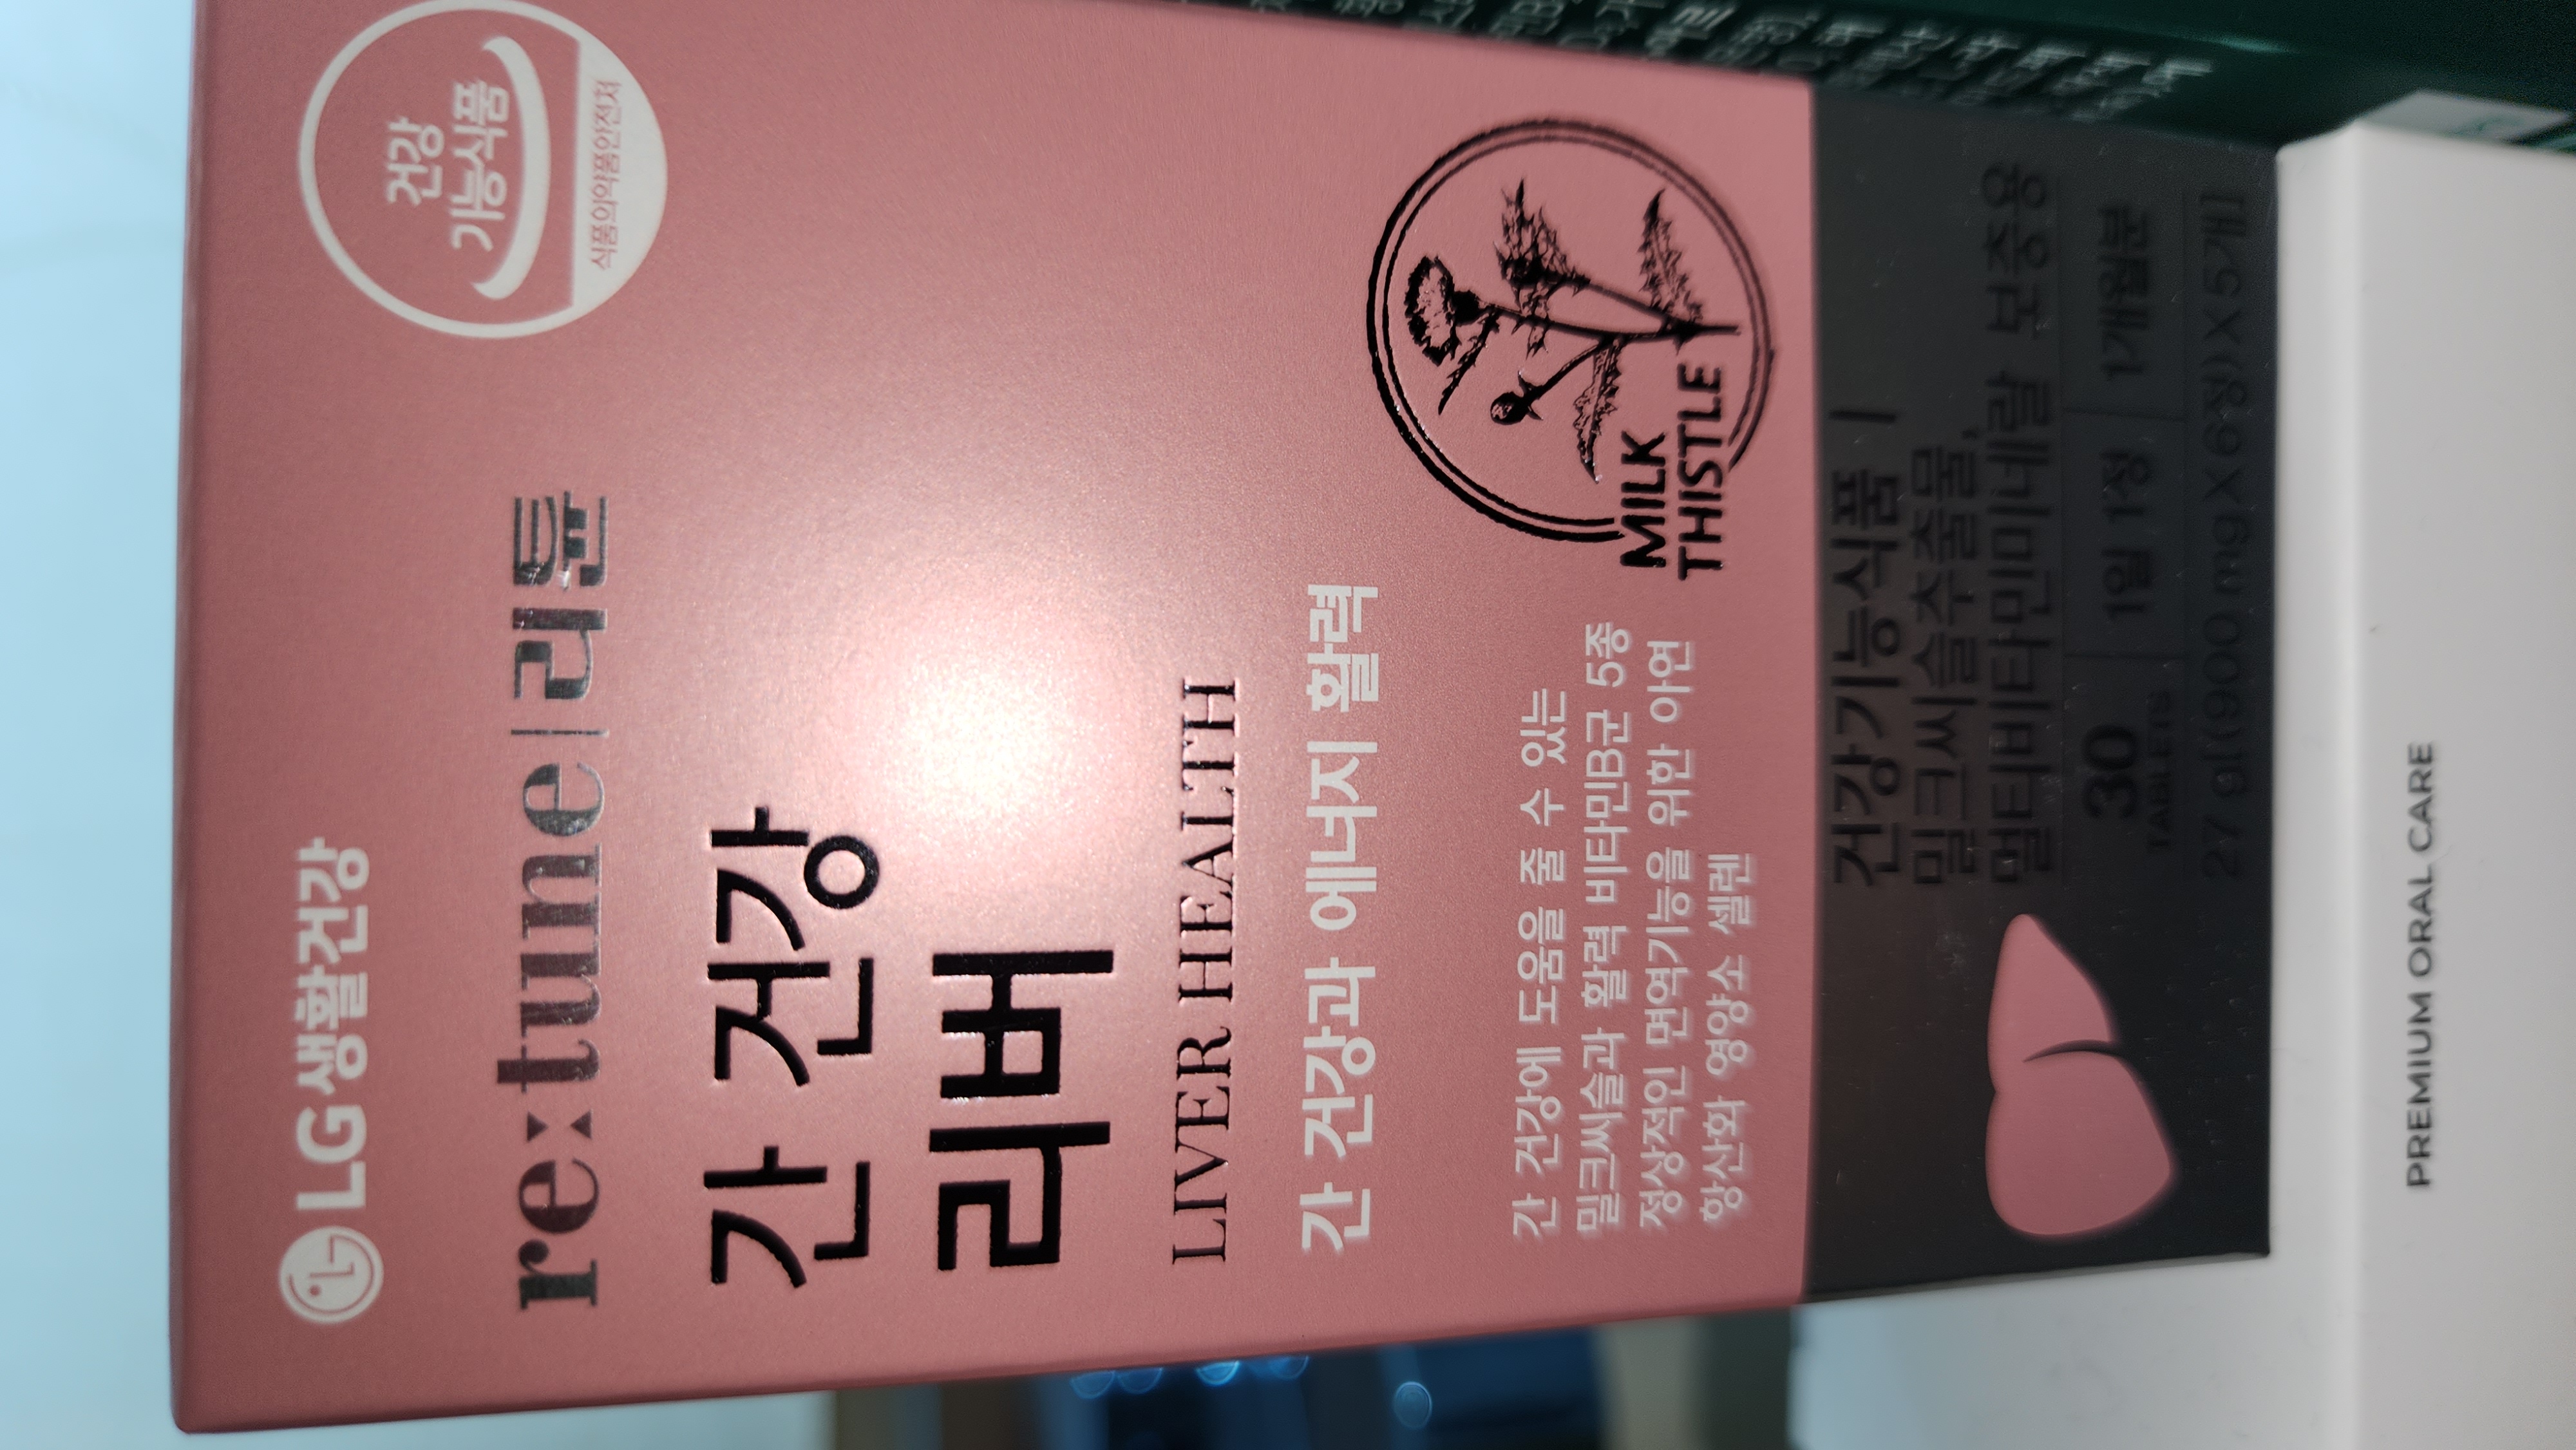 LG생활건강
건강
기능식품
식품의약품안전처
re:tune|리튠
간 건강
리버
LIVER HEALTH
간 건강과 에너지 활력
간 건강에 도움을 줄 수 있는
밀크씨슬과 활력 비타민B군 5종
정상적인 면역기능을 위한 아연
항산화 영양소 셀렌
MILK
THISTLE
건강기능식품 |
밀크씨슬추출물,
멀티비타민미네랄 보충용
30
TABLETS
1일 1정
1개월분
27 g[(900 mg X 6정) X 5개]
PREMIUM ORAL CARE